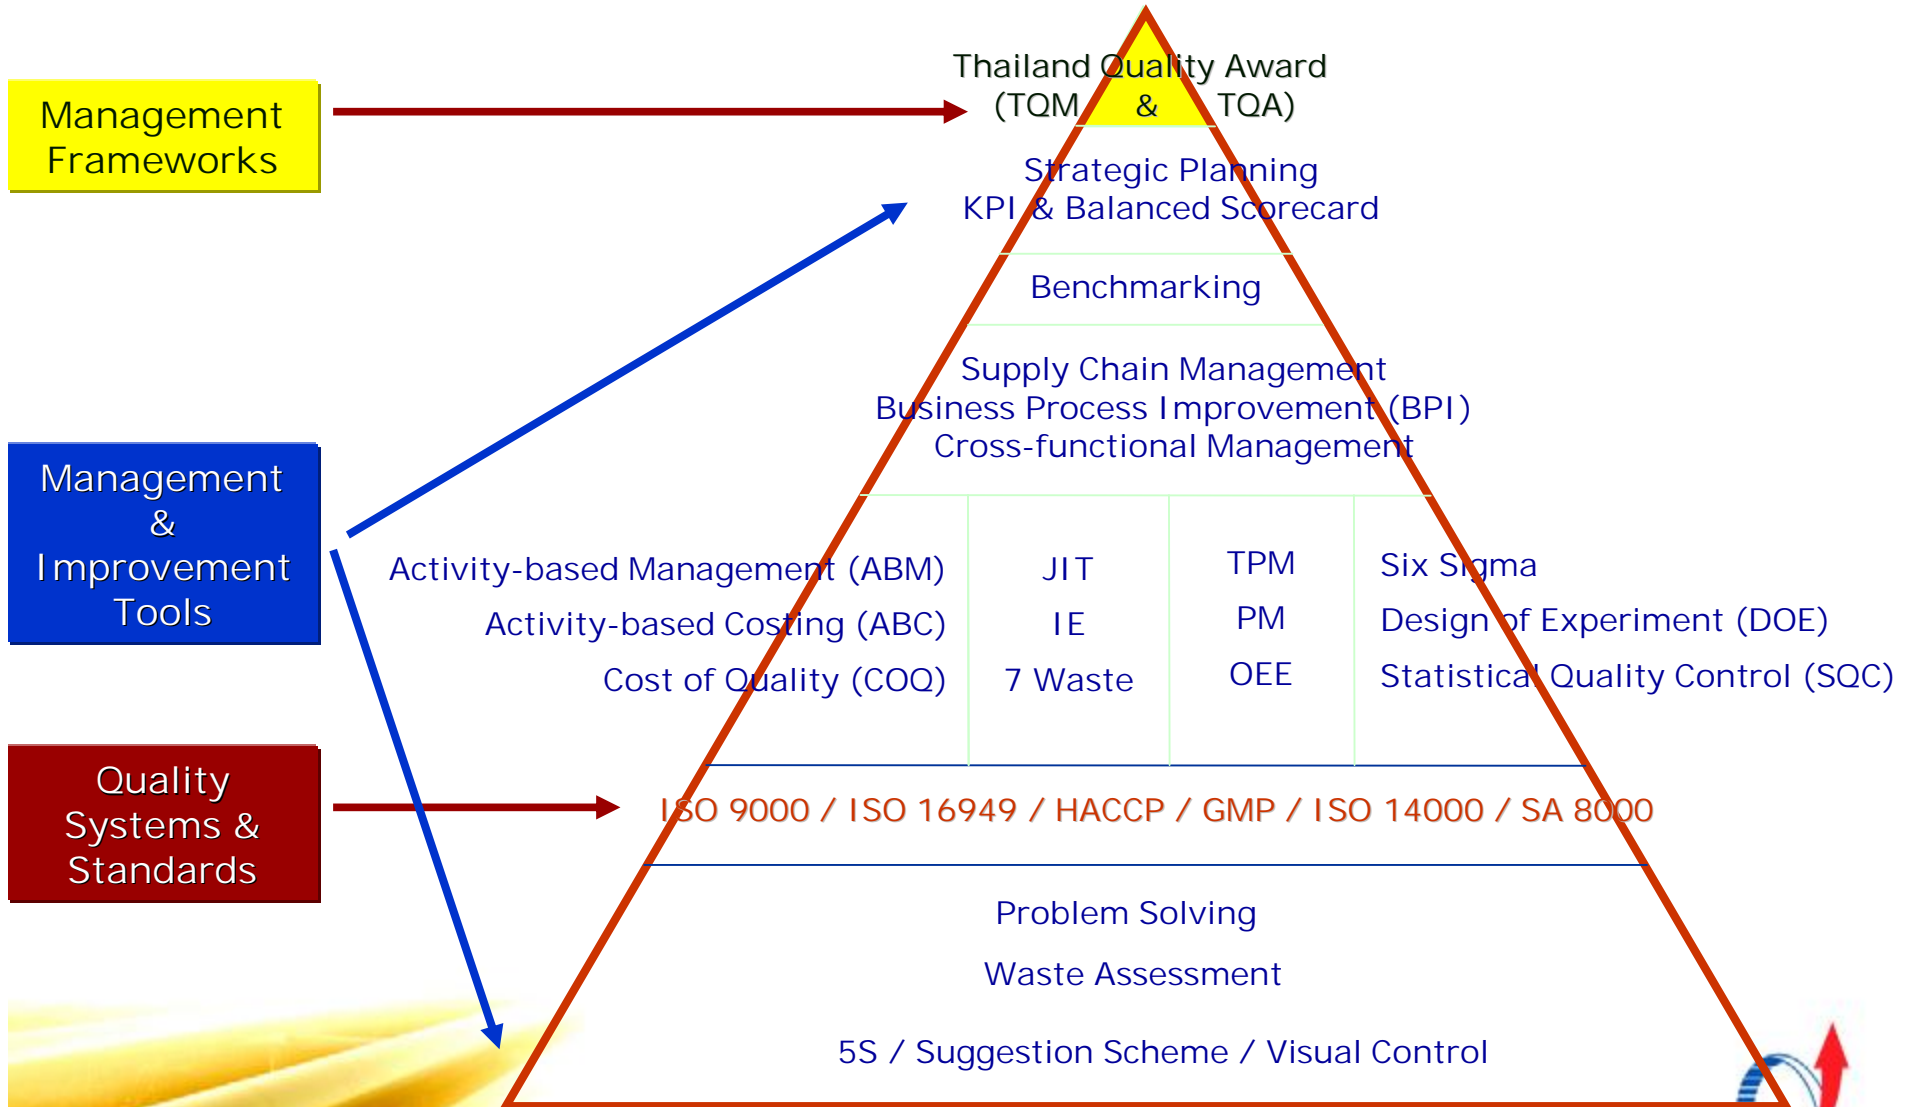 Management
Frameworks
Thailand Quality Award
(TQM & TQA)
Strategic Planning
KPI & Balanced Scorecard
Benchmarking
Supply Chain Management
Business Process Improvement (BPI)
Cross-functional Management
Management
&
Improvement
Tools
Activity-based Management (ABM)
Activity-based Costing (ABC)
Cost of Quality (COQ)
JIT
IE
7 Waste
TPM
PM
OEE
Six Sigma
Design of Experiment (DOE)
Statistical Quality Control (SQC)
Quality
Systems &
Standards
ISO 9000 / ISO 16949 / HACCP / GMP / ISO 14000 / SA 8000
Problem Solving
Waste Assessment
5S / Suggestion Scheme / Visual Control